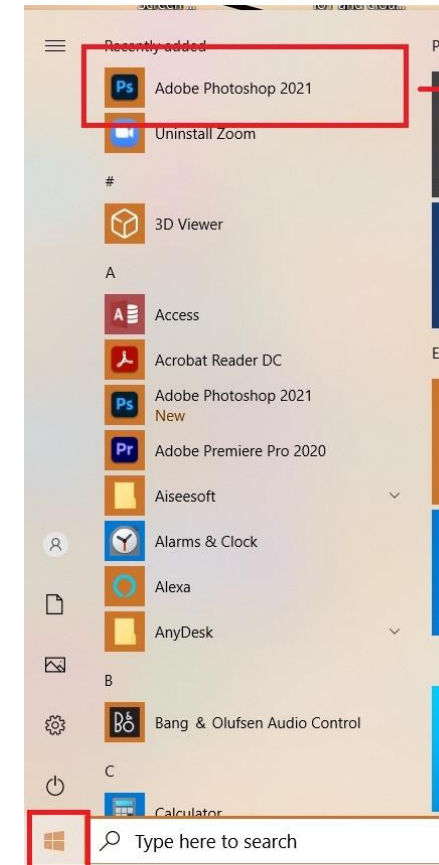 Recently added
Adobe Photoshop 2021
Uninstall Zoom
#
3D Viewer
A
Access
Acrobat Reader DC
Adobe Photoshop 2021
New
Adobe Premiere Pro 2020
Aiseesoft
Alarms & Clock
Alexa
AnyDesk
B
Bang & Olufsen Audio Control
C
Calculator
Type here to search